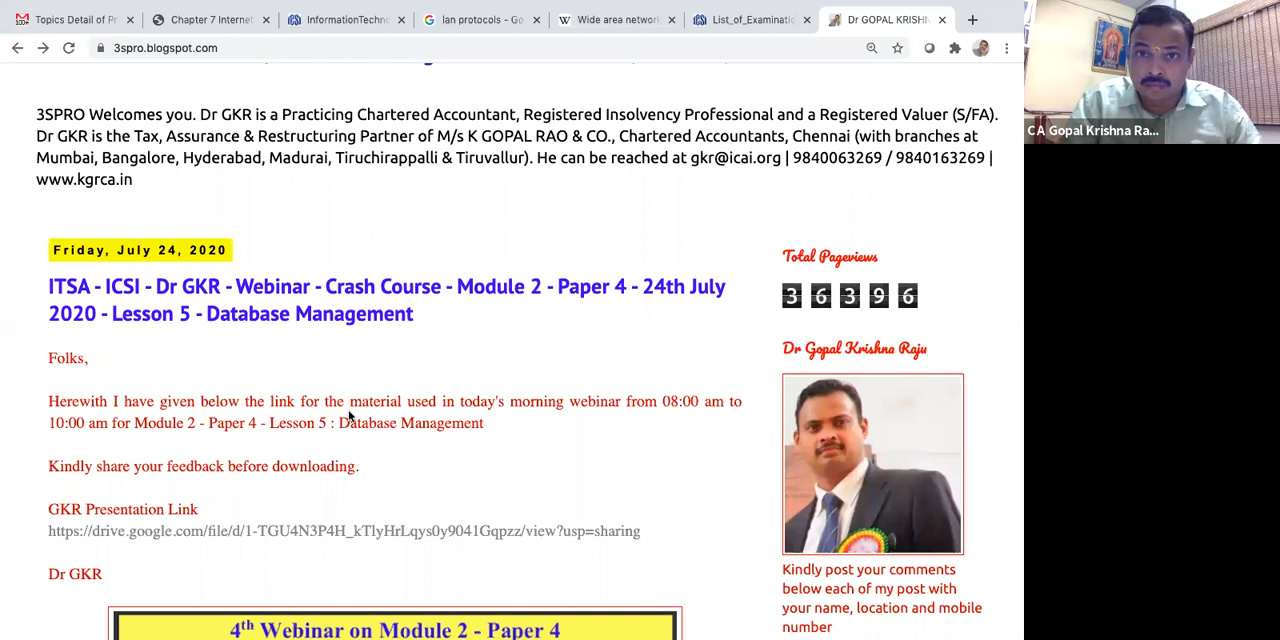 Topics Detail of Pr
Chapter 7 Internet
InformationTechn
lan protocols - Go
Wide area networ
List_of_Examinati
Dr GOPAL KRISHN
3spro.blogspot.com
3SPRO Welcomes you. Dr GKR is a Practicing Chartered Accountant, Registered Insolvency Professional and a Registered Valuer (S/FA).
Dr GKR is the Tax, Assurance & Restructuring Partner of M/s K GOPAL RAO & CO., Chartered Accountants, Chennai (with branches at
Mumbai, Bangalore, Hyderabad, Madurai, Tiruchirappalli & Tiruvallur). He can be reached at gkr@icai.org | 9840063269 / 9840163269 |
www.kgrca.in
Friday, July 24, 2020
ITSA - ICSI - Dr GKR - Webinar - Crash Course - Module 2 - Paper 4 - 24th July
2020 - Lesson 5 - Database Management
Folks,
Herewith I have given below the link for the material used in today's morning webinar from 08:00 am to
10:00 am for Module 2 - Paper 4 - Lesson 5 : Database Management
Kindly share your feedback before downloading.
GKR Presentation Link
https://drive.google.com/file/d/1-TGU4N3P4H_kTlyHrLqys0y9041Gqpzz/view?usp=sharing
Dr GKR
4th Webinar on Module 2 - Paper 4
Total Pageviews
3 6 3 9 6
Dr Gopal Krishna Raju
Kindly post your comments
below each of my post with
your name, location and mobile
number
CA Gopal Krishna Ra...